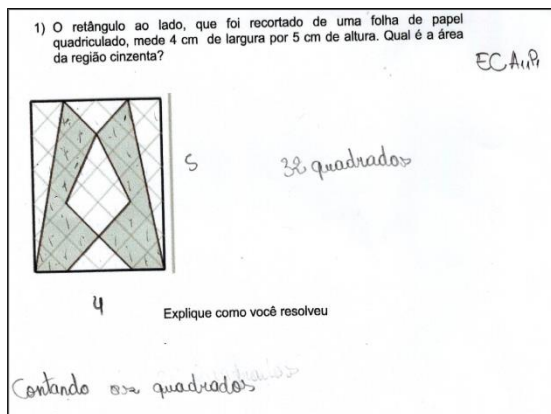 1) O retângulo ao lado, que foi recortado de uma folha de papel
quadriculado, mede 4 cm de largura por 5 cm de altura. Qual é a área
da região cinzenta?
5
32 quadrados
4
Explique como você resolveu
Contando os quadrados